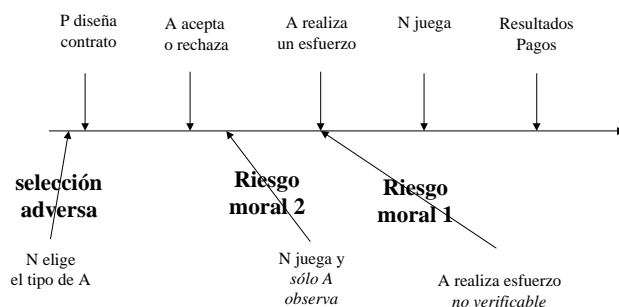 P diseña
contrato
A acepta
o rechaza
A realiza
un esfuerzo
N juega
Resultados
Pagos
selección
adversa
Riesgo
moral 2
Riesgo
moral 1
N elige
el tipo de A
N juega y
sólo A
observa
A realiza esfuerzo
no verificable